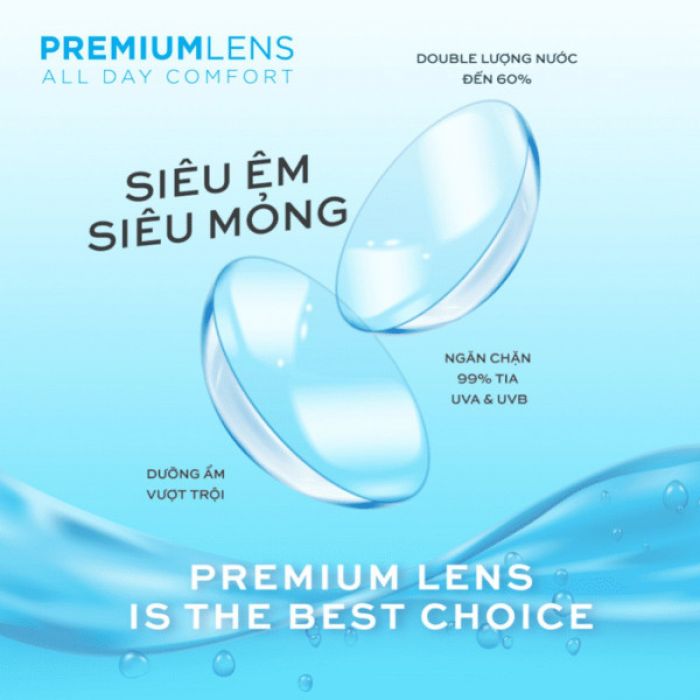 PREMIUMLENS
ALL DAY COMFORT
DOUBLE LƯỢNG NƯỚC
ĐẾN 60%
SIÊU ÊM
SIÊU MỎNG
NGĂN CHẶN
99% TIA
UVA & UVB
DƯỠNG ẨM
VƯỢT TRỘI
PREMIUM LENS
IS THE BEST CHOICE